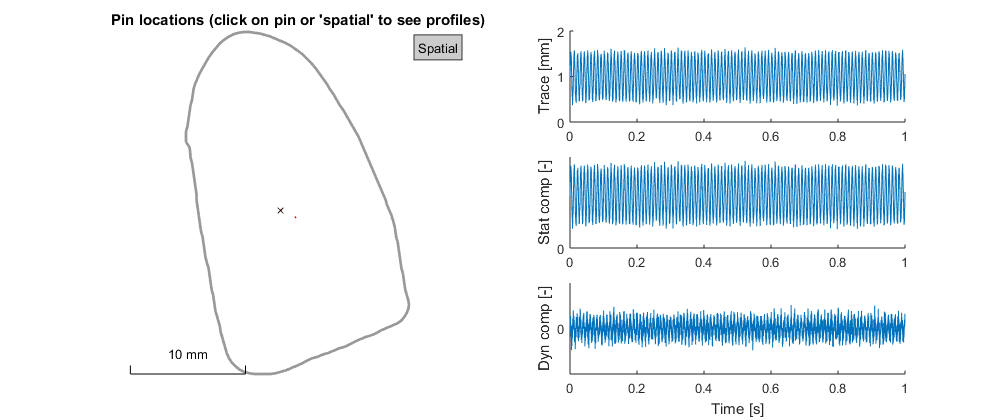 Pin locations (click on pin or 'spatial' to see profiles)
Spatial
10 mm
Trace [mm]
2
1
0
0 0.2 0.4 0.6 0.8 1
Stat comp [-]
0
0 0.2 0.4 0.6 0.8 1
Dyn comp [-]
0
0 0.2 0.4 0.6 0.8 1
Time [s]